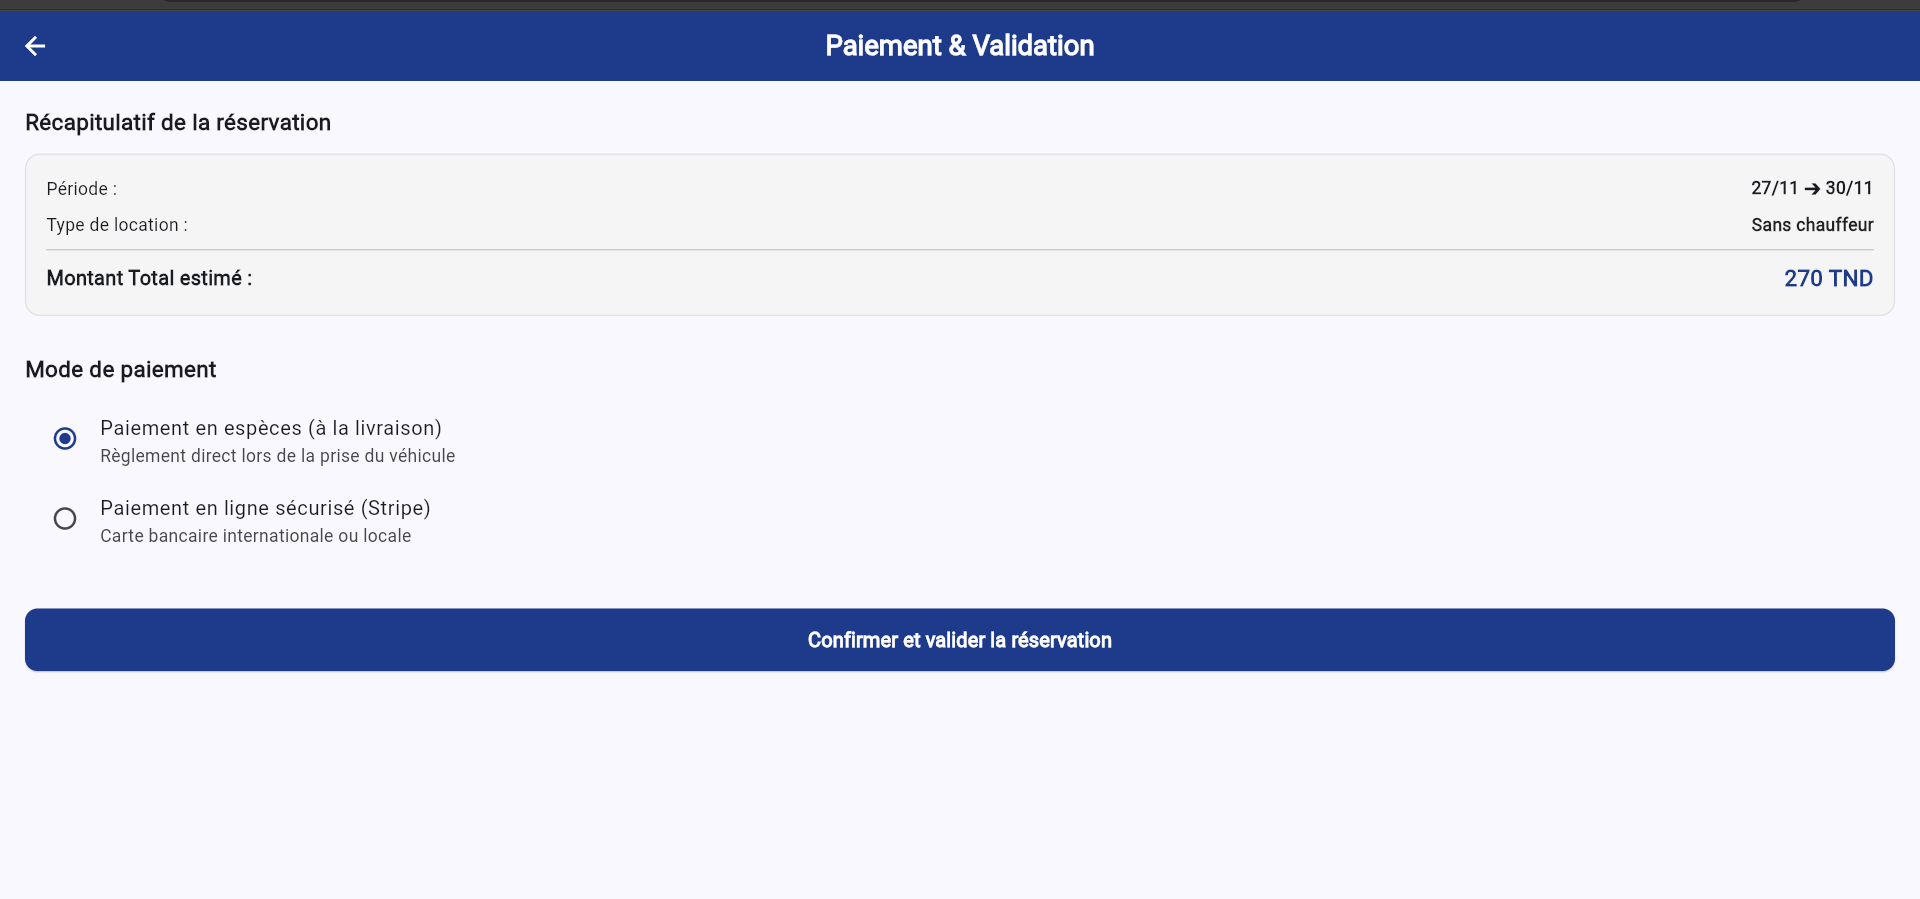 Paiement & Validation
Récapitulatif de la réservation
Période : 27/11 ➔ 30/11
Type de location : Sans chauffeur
Montant Total estimé : 270 TND
Mode de paiement
Paiement en espèces (à la livraison)
Règlement direct lors de la prise du véhicule
Paiement en ligne sécurisé (Stripe)
Carte bancaire internationale ou locale
Confirmer et valider la réservation